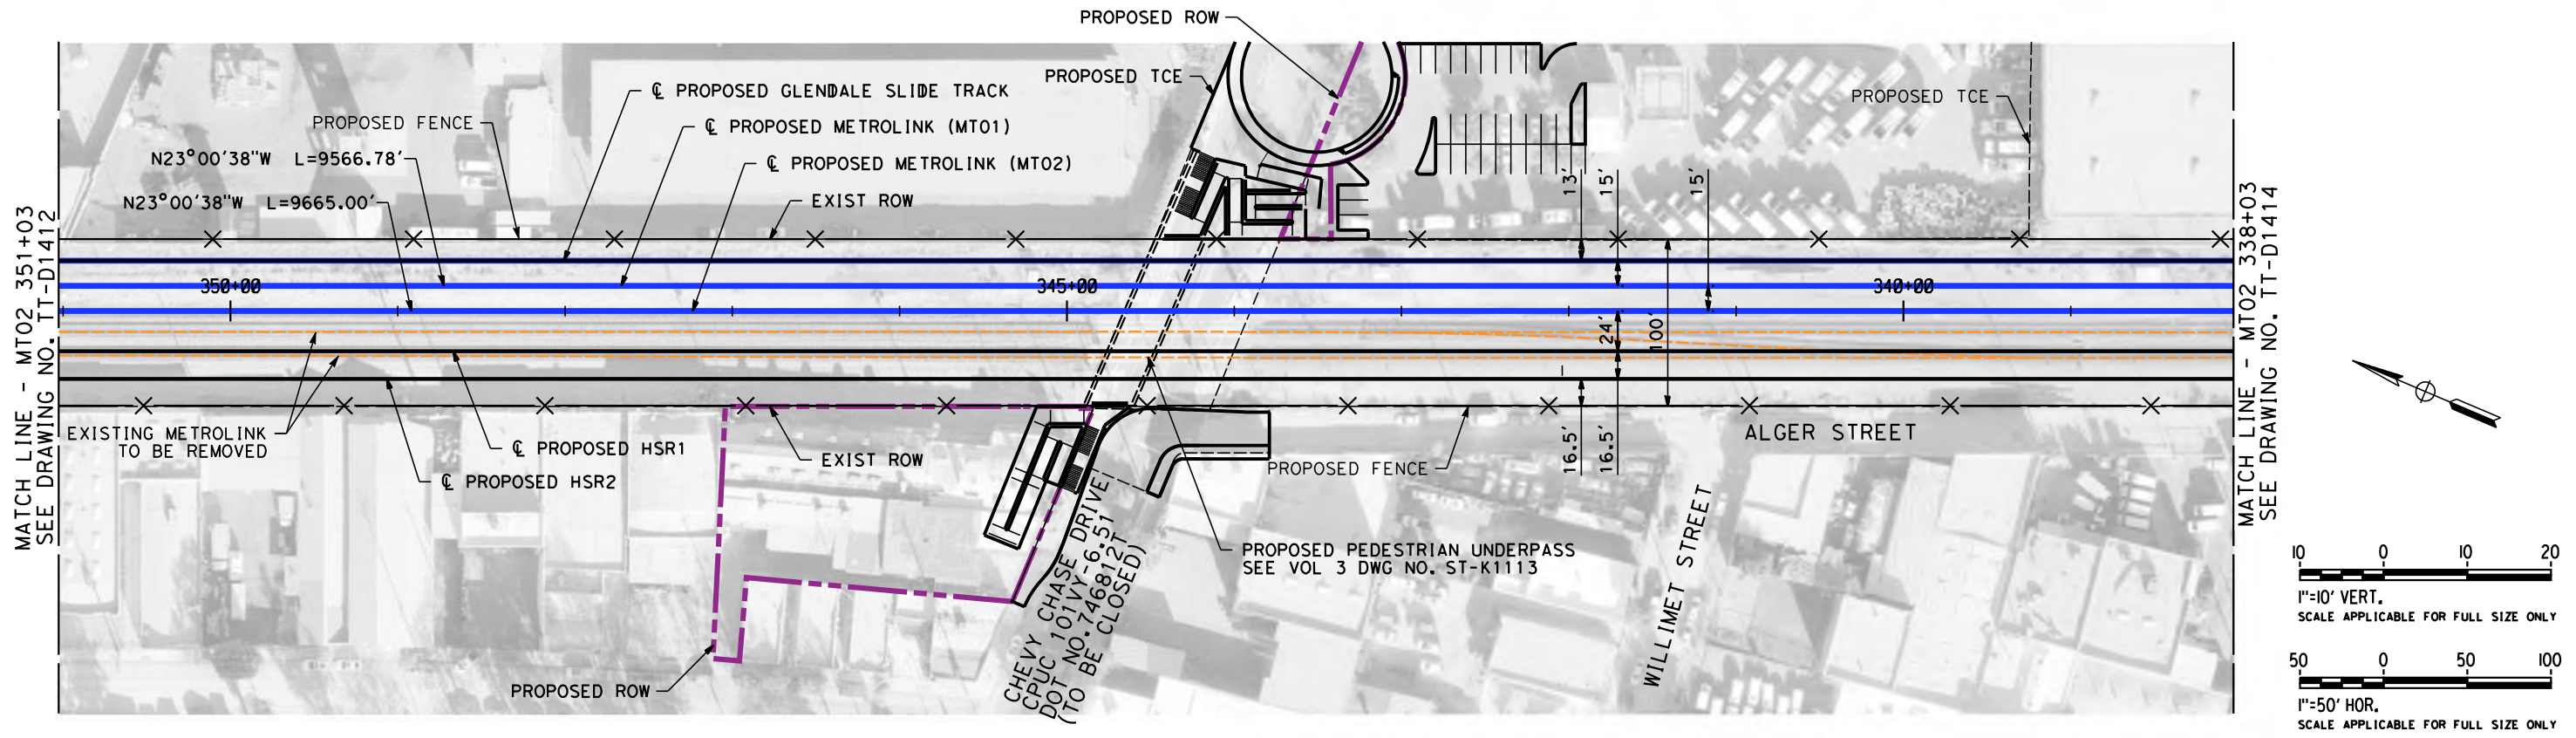 PROPOSED ROW
PROPOSED TCE
℄ PROPOSED GLENDALE SLIDE TRACK
PROPOSED TCE
PROPOSED FENCE
℄ PROPOSED METROLINK (MT01)
N23°00'38"W L=9566.78'
℄ PROPOSED METROLINK (MT02)
N23°00'38"W L=9665.00'
EXIST ROW
13'
15'
15'
MATCH LINE - MT02 351+03
SEE DRAWING NO. TT-D1412
350+00
345+00
340+00
24'
100'
MATCH LINE - MT02 338+03
SEE DRAWING NO. TT-D1414
EXISTING METROLINK
TO BE REMOVED
℄ PROPOSED HSR1
℄ PROPOSED HSR2
EXIST ROW
PROPOSED FENCE
16.5'
16.5'
ALGER STREET
CHEVY CHASE DRIVE
CPUC 101VY-6.51
DOT NO.746812T
(TO BE CLOSED)
PROPOSED PEDESTRIAN UNDERPASS
SEE VOL 3 DWG NO. ST-K1113
WILLIMET STREET
PROPOSED ROW
10 0 10 20
1"=10' VERT.
SCALE APPLICABLE FOR FULL SIZE ONLY
50 0 50 100
1"=50' HOR.
SCALE APPLICABLE FOR FULL SIZE ONLY